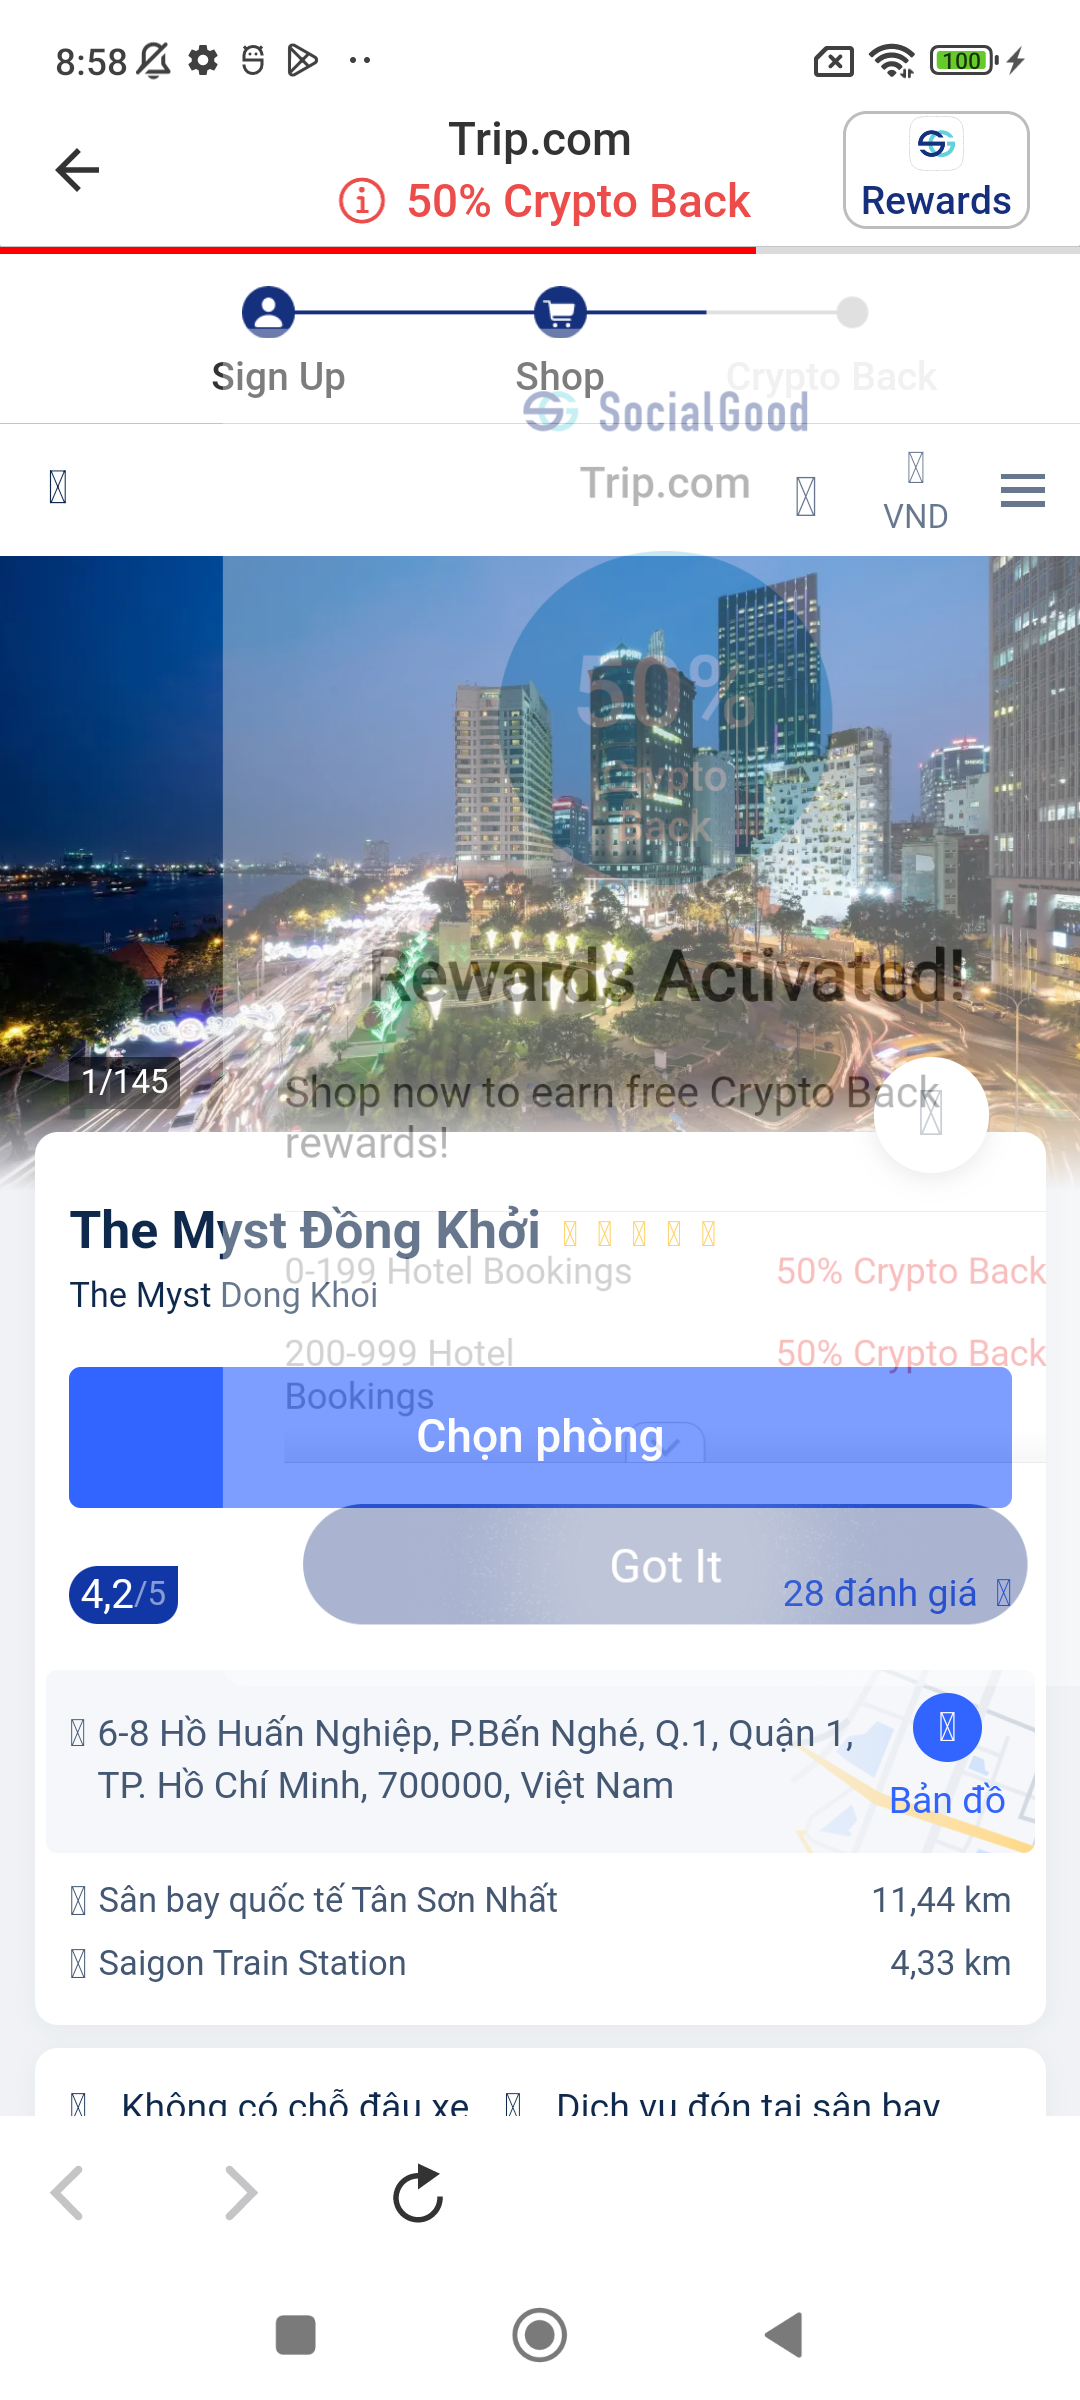 8:58
100
Trip.com
50% Crypto Back
Rewards
Sign Up
Shop
Crypto Back
SocialGood
Trip.com
VND
50%
Crypto
Back
Rewards Activated!
1/145
Shop now to earn free Crypto Back
rewards!
The Myst Đồng Khởi
0-199 Hotel Bookings 50% Crypto Back
The Myst Dong Khoi
200-999 Hotel
Bookings
50% Crypto Back
Chọn phòng
Got It
4,2/5
28 đánh giá
6-8 Hồ Huấn Nghiệp, P.Bến Nghé, Q.1, Quận 1,
TP. Hồ Chí Minh, 700000, Việt Nam
Bản đồ
Sân bay quốc tế Tân Sơn Nhất 11,44 km
Saigon Train Station 4,33 km
Không có chỗ đậu xe Dịch vụ đón tại sân bay